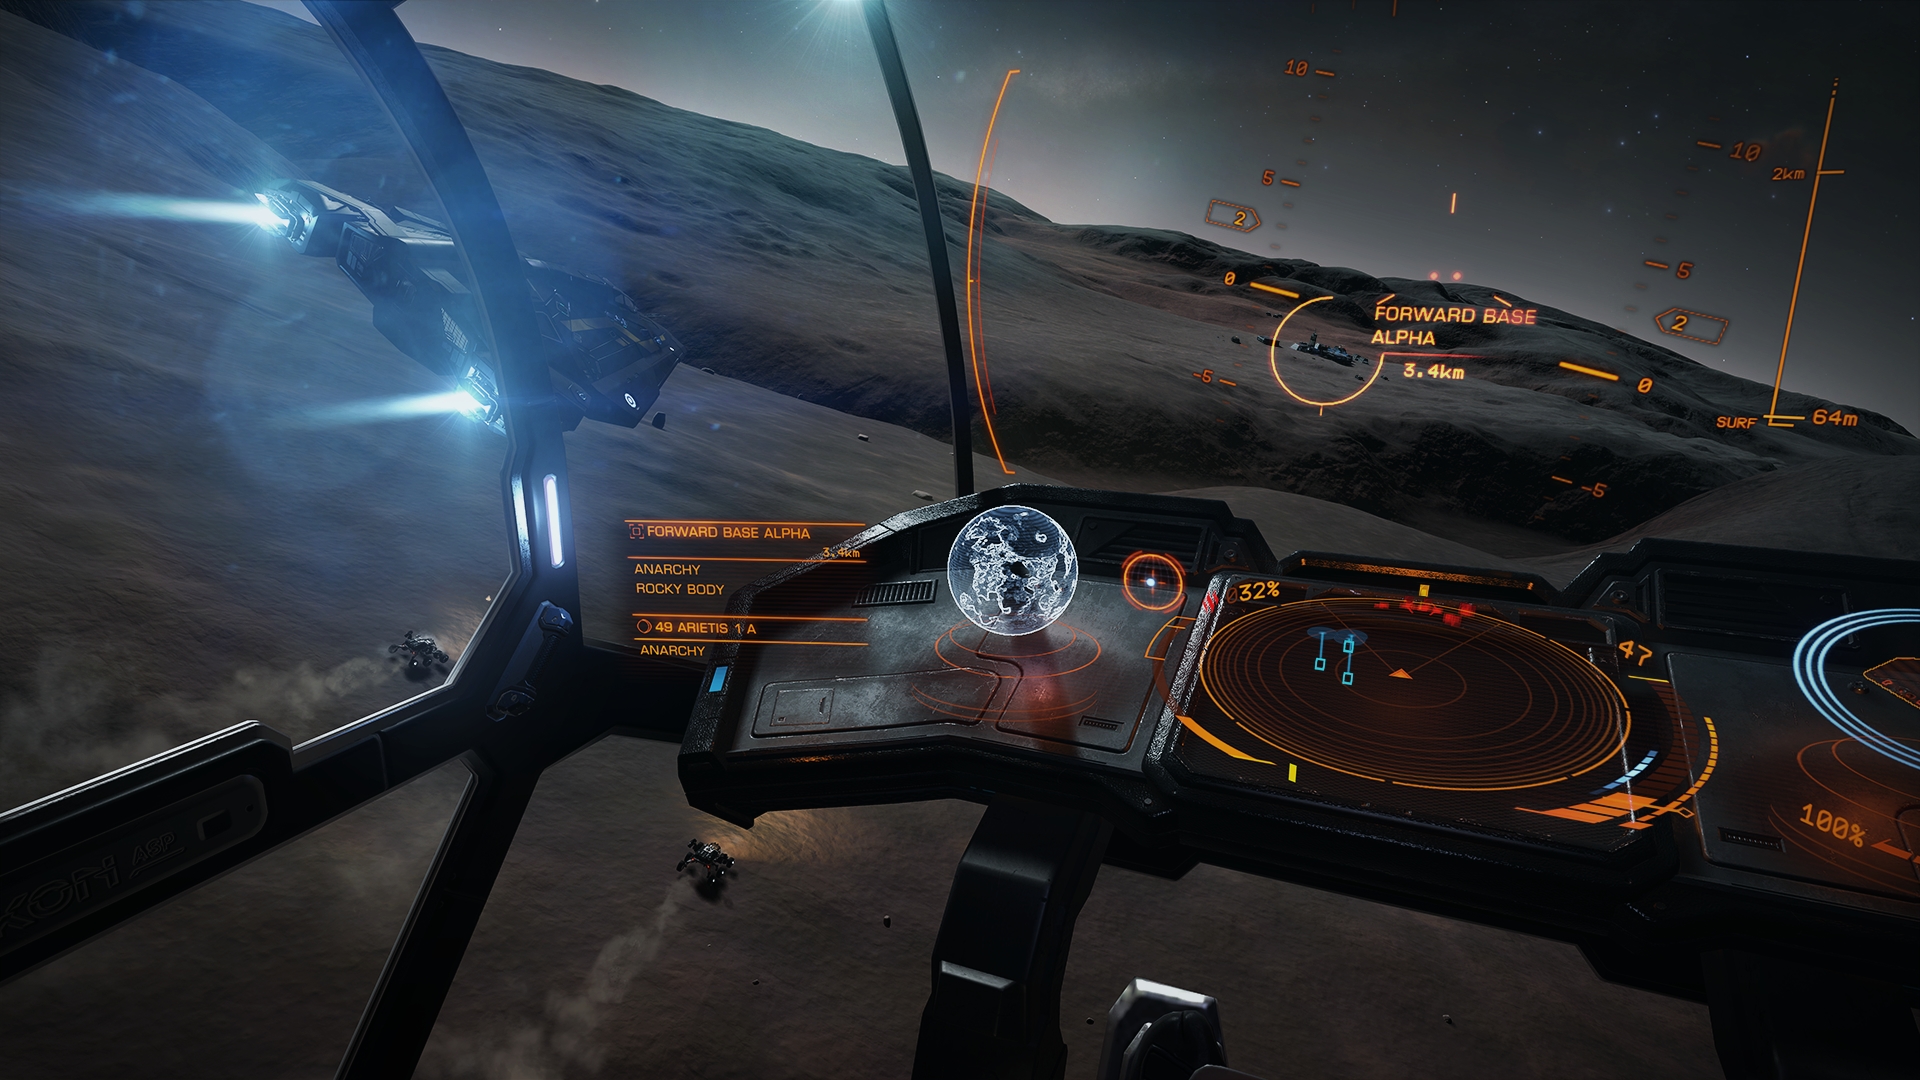 10
5
2
0
-5
FORWARD BASE
ALPHA
3.4km
10
2km
5
2
0
SURF
64m
-5
FORWARD BASE ALPHA
3.4km
ANARCHY
ROCKY BODY
49 ARIETIS 1 A
ANARCHY
32%
47
100%
ASP